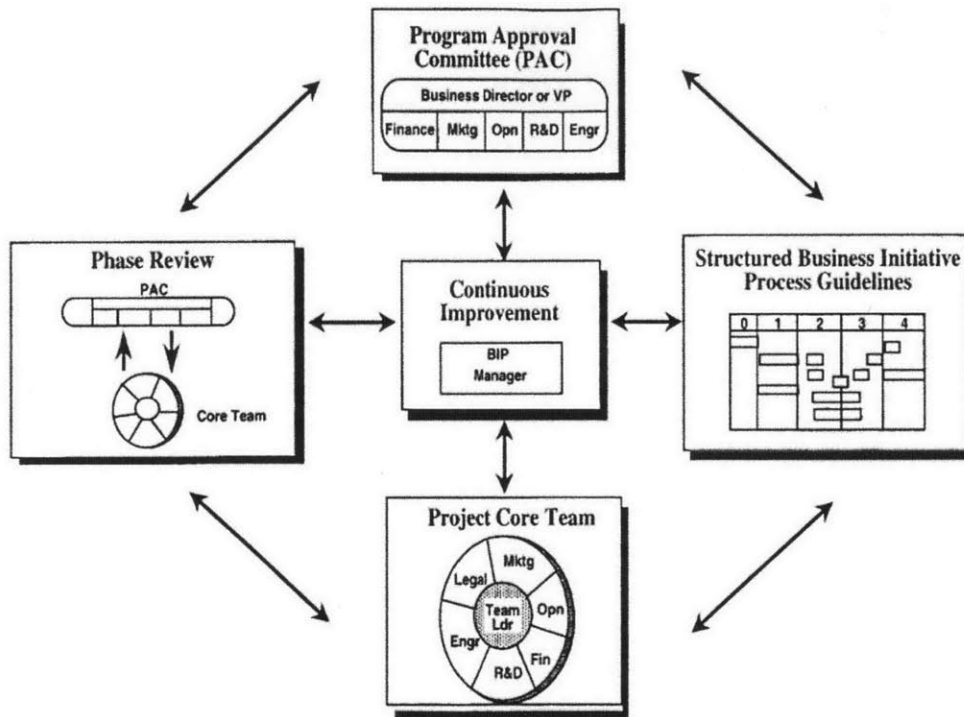 Program Approval
Committee (PAC)
Business Director or VP
Finance Mktg Opn R&D Engr
Phase Review
PAC
Core Team
Continuous
Improvement
BIP
Manager
Structured Business Initiative
Process Guidelines
0 1 2 3 4
Project Core Team
Mktg
Legal
Opn
Team
Ldr
Engr
Fin
R&D